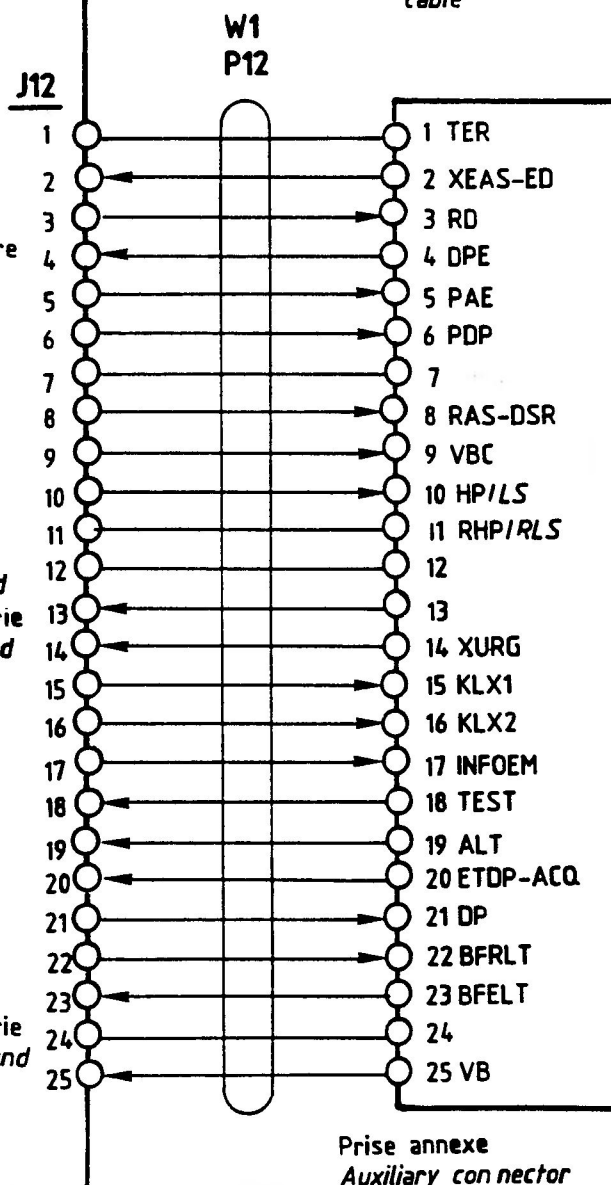 cable
W1
P12
J12
1 1 TER
2 2 XEAS-ED
3 3 RD
re
4 4 DPE
5 5 PAE
6 6 PDP
7 7
8 8 RAS-DSR
9 9 VBC
10 10 HP/LS
11 11 RHP/RLS
12 12
d
rie
13 13
nd
14 14 XURG
15 15 KLX1
16 16 KLX2
17 17 INFOEM
18 18 TEST
19 19 ALT
20 20 ETDP-ACQ
21 21 DP
22 22 BFRLT
23 23 BFELT
rie
24 24
and
25 25 VB
Prise annexe
Auxiliary connector